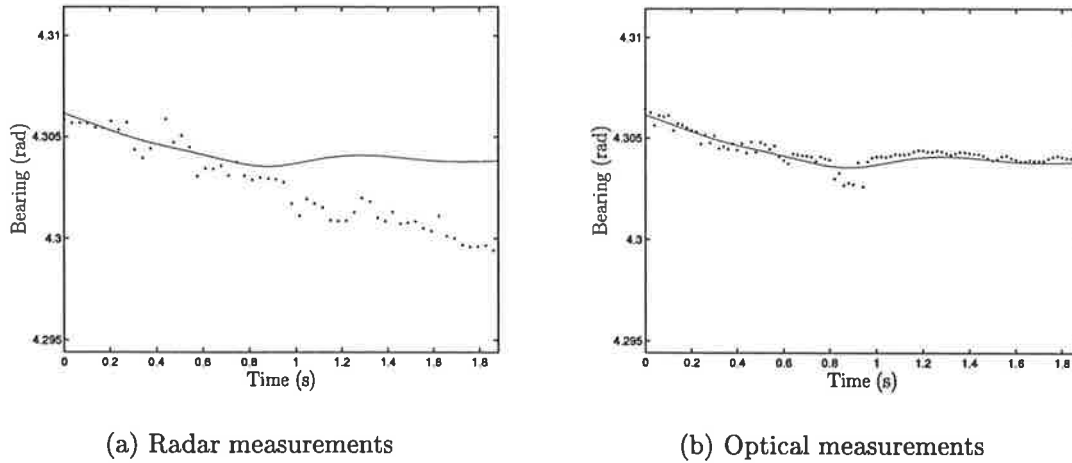 4.31
4.305
4.3
4.295
Bearing (rad)
0 0.2 0.4 0.6 0.8 1 1.2 1.4 1.6 1.8
Time (s)
(a) Radar measurements
4.31
4.305
4.3
4.295
Bearing (rad)
0 0.2 0.4 0.6 0.8 1 1.2 1.4 1.6 1.8
Time (s)
(b) Optical measurements